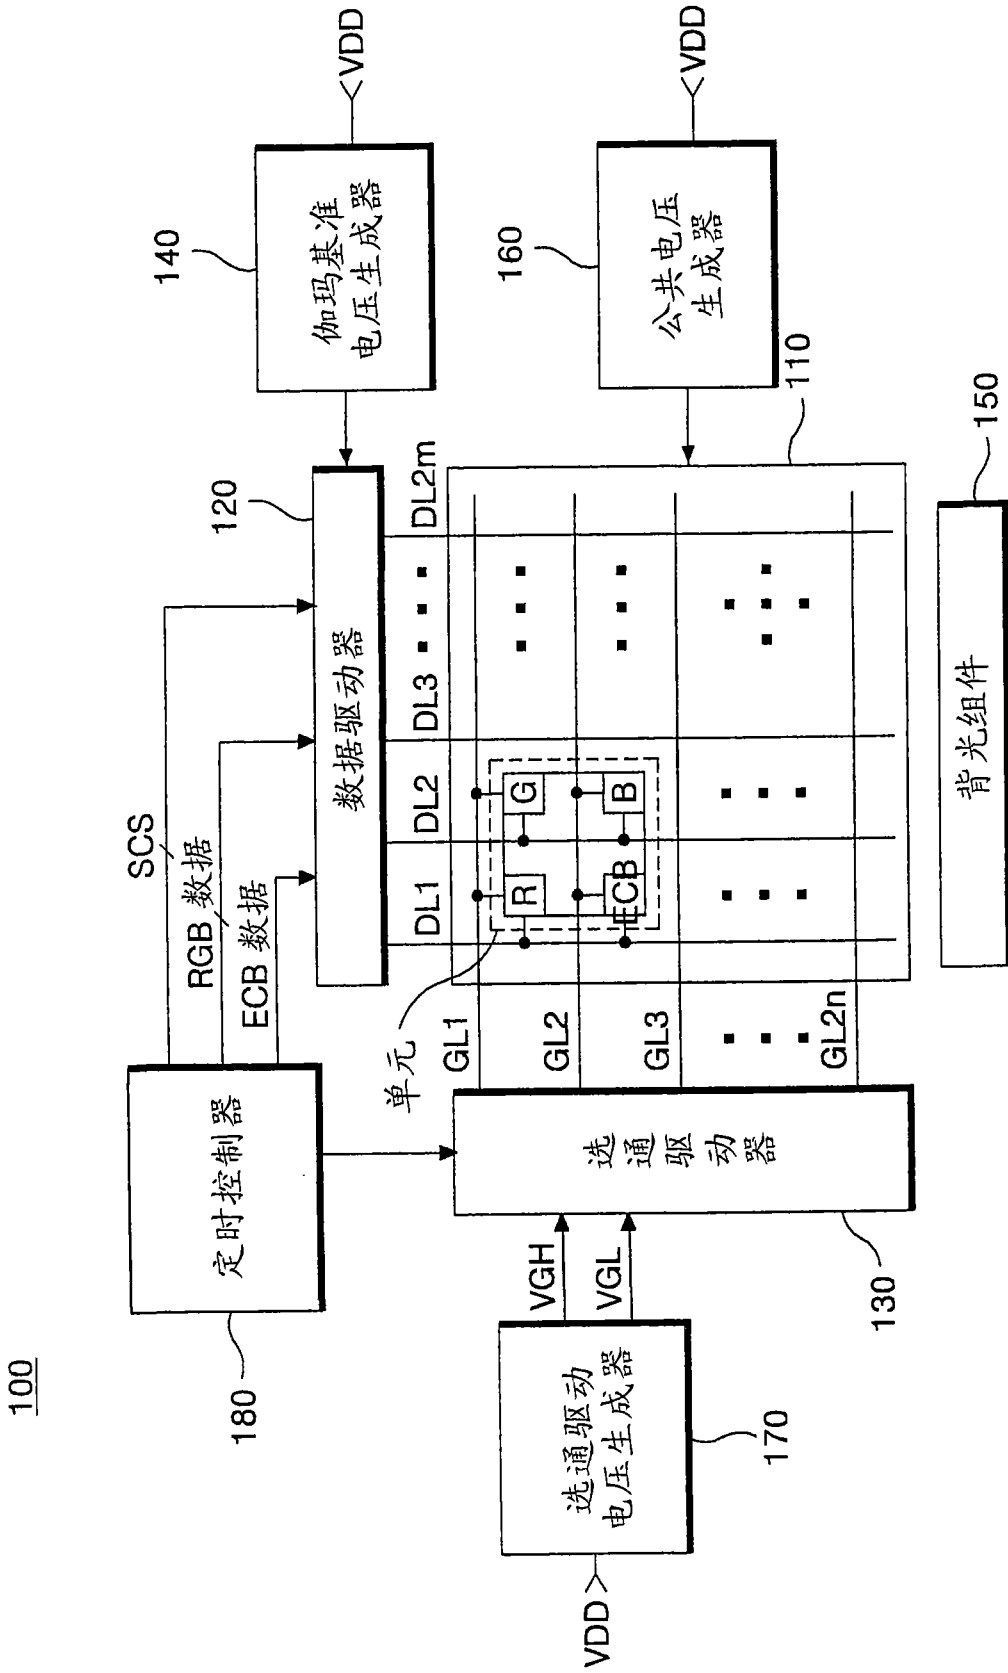 100
180
定时控制器
SCS
RGB 数据
ECB 数据
120
数据驱动器
140
伽玛基准
电压生成器
VDD
160
公共电压
生成器
VDD
DL1
DL2
DL3
DL2m
110
单元
R
G
ECB
B
GL1
GL2
GL3
GL2n
选通驱动器
130
VGH
VGL
选通驱动
电压生成器
170
VDD
背光组件
150